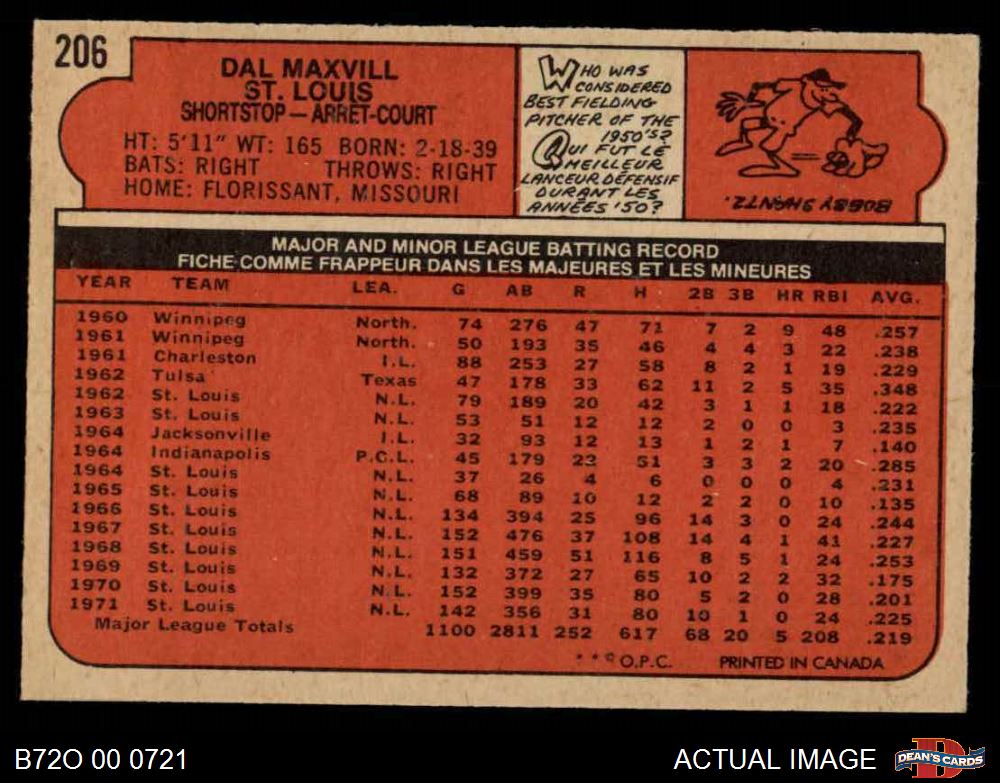 206
DAL MAXVILL
ST. LOUIS
SHORTSTOP — ARRÊT-COURT
HT: 5'11" WT: 165 BORN: 2-18-39
BATS: RIGHT THROWS: RIGHT
HOME: FLORISSANT, MISSOURI
WHO WAS
CONSIDERED
BEST FIELDING
PITCHER OF THE
1950's?
QUI FUT LE
MEILLEUR
LANCEUR DÉFENSIF
DURANT LES
ANNÉES '50?
BOBBY SHANTZ.
MAJOR AND MINOR LEAGUE BATTING RECORD
FICHE COMME FRAPPEUR DANS LES MAJEURES ET LES MINEURES
YEAR TEAM LEA. G AB R H 2B 3B HR RBI AVG.
1960 Winnipeg North. 74 276 47 71 7 2 9 48 .257
1961 Winnipeg North. 50 193 35 46 4 4 3 22 .238
1961 Charleston I.L. 88 253 27 58 8 2 1 19 .229
1962 Tulsa Texas 47 178 33 62 11 2 5 35 .348
1962 St. Louis N.L. 79 189 20 42 3 1 1 18 .222
1963 St. Louis N.L. 53 51 12 12 2 0 0 3 .235
1964 Jacksonville I.L. 32 93 12 13 1 2 1 7 .140
1964 Indianapolis P.C.L. 45 179 23 51 3 3 2 20 .285
1964 St. Louis N.L. 37 26 4 6 0 0 0 4 .231
1965 St. Louis N.L. 68 89 10 12 2 2 0 10 .135
1966 St. Louis N.L. 134 394 25 96 14 3 0 24 .244
1967 St. Louis N.L. 152 476 37 108 14 4 1 41 .227
1968 St. Louis N.L. 151 459 51 116 8 5 1 24 .253
1969 St. Louis N.L. 132 372 27 65 10 2 2 32 .175
1970 St. Louis N.L. 152 399 35 80 5 2 0 28 .201
1971 St. Louis N.L. 142 356 31 80 10 1 0 24 .225
Major League Totals 1100 2811 252 617 68 20 5 208 .219
* * © O.P.C. PRINTED IN CANADA
B72O 00 0721
ACTUAL IMAGE
DEAN'S CARDS